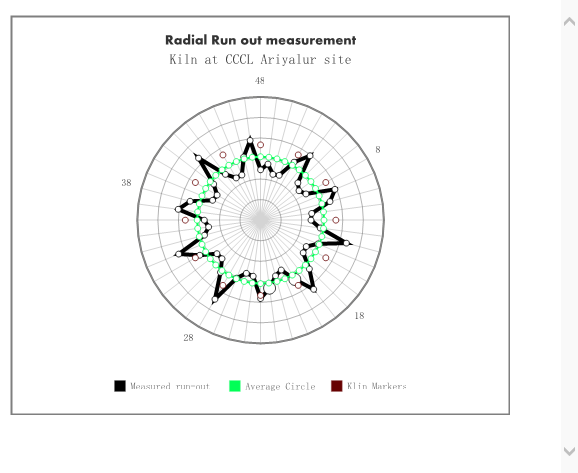 Radial Run out measurement
Kiln at CCCL Ariyalur site
48
8
38
18
28
Measured run-out
Average Circle
Kiln Markers